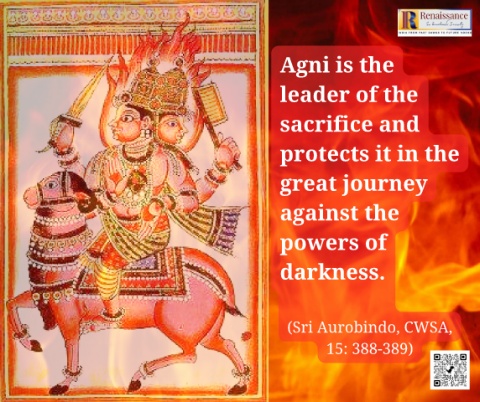 Renaissance
Agni is the
leader of the
sacrifice and
protects it in the
great journey
against the
powers of
darkness.
(Sri Aurobindo, CWSA,
15: 388-389)